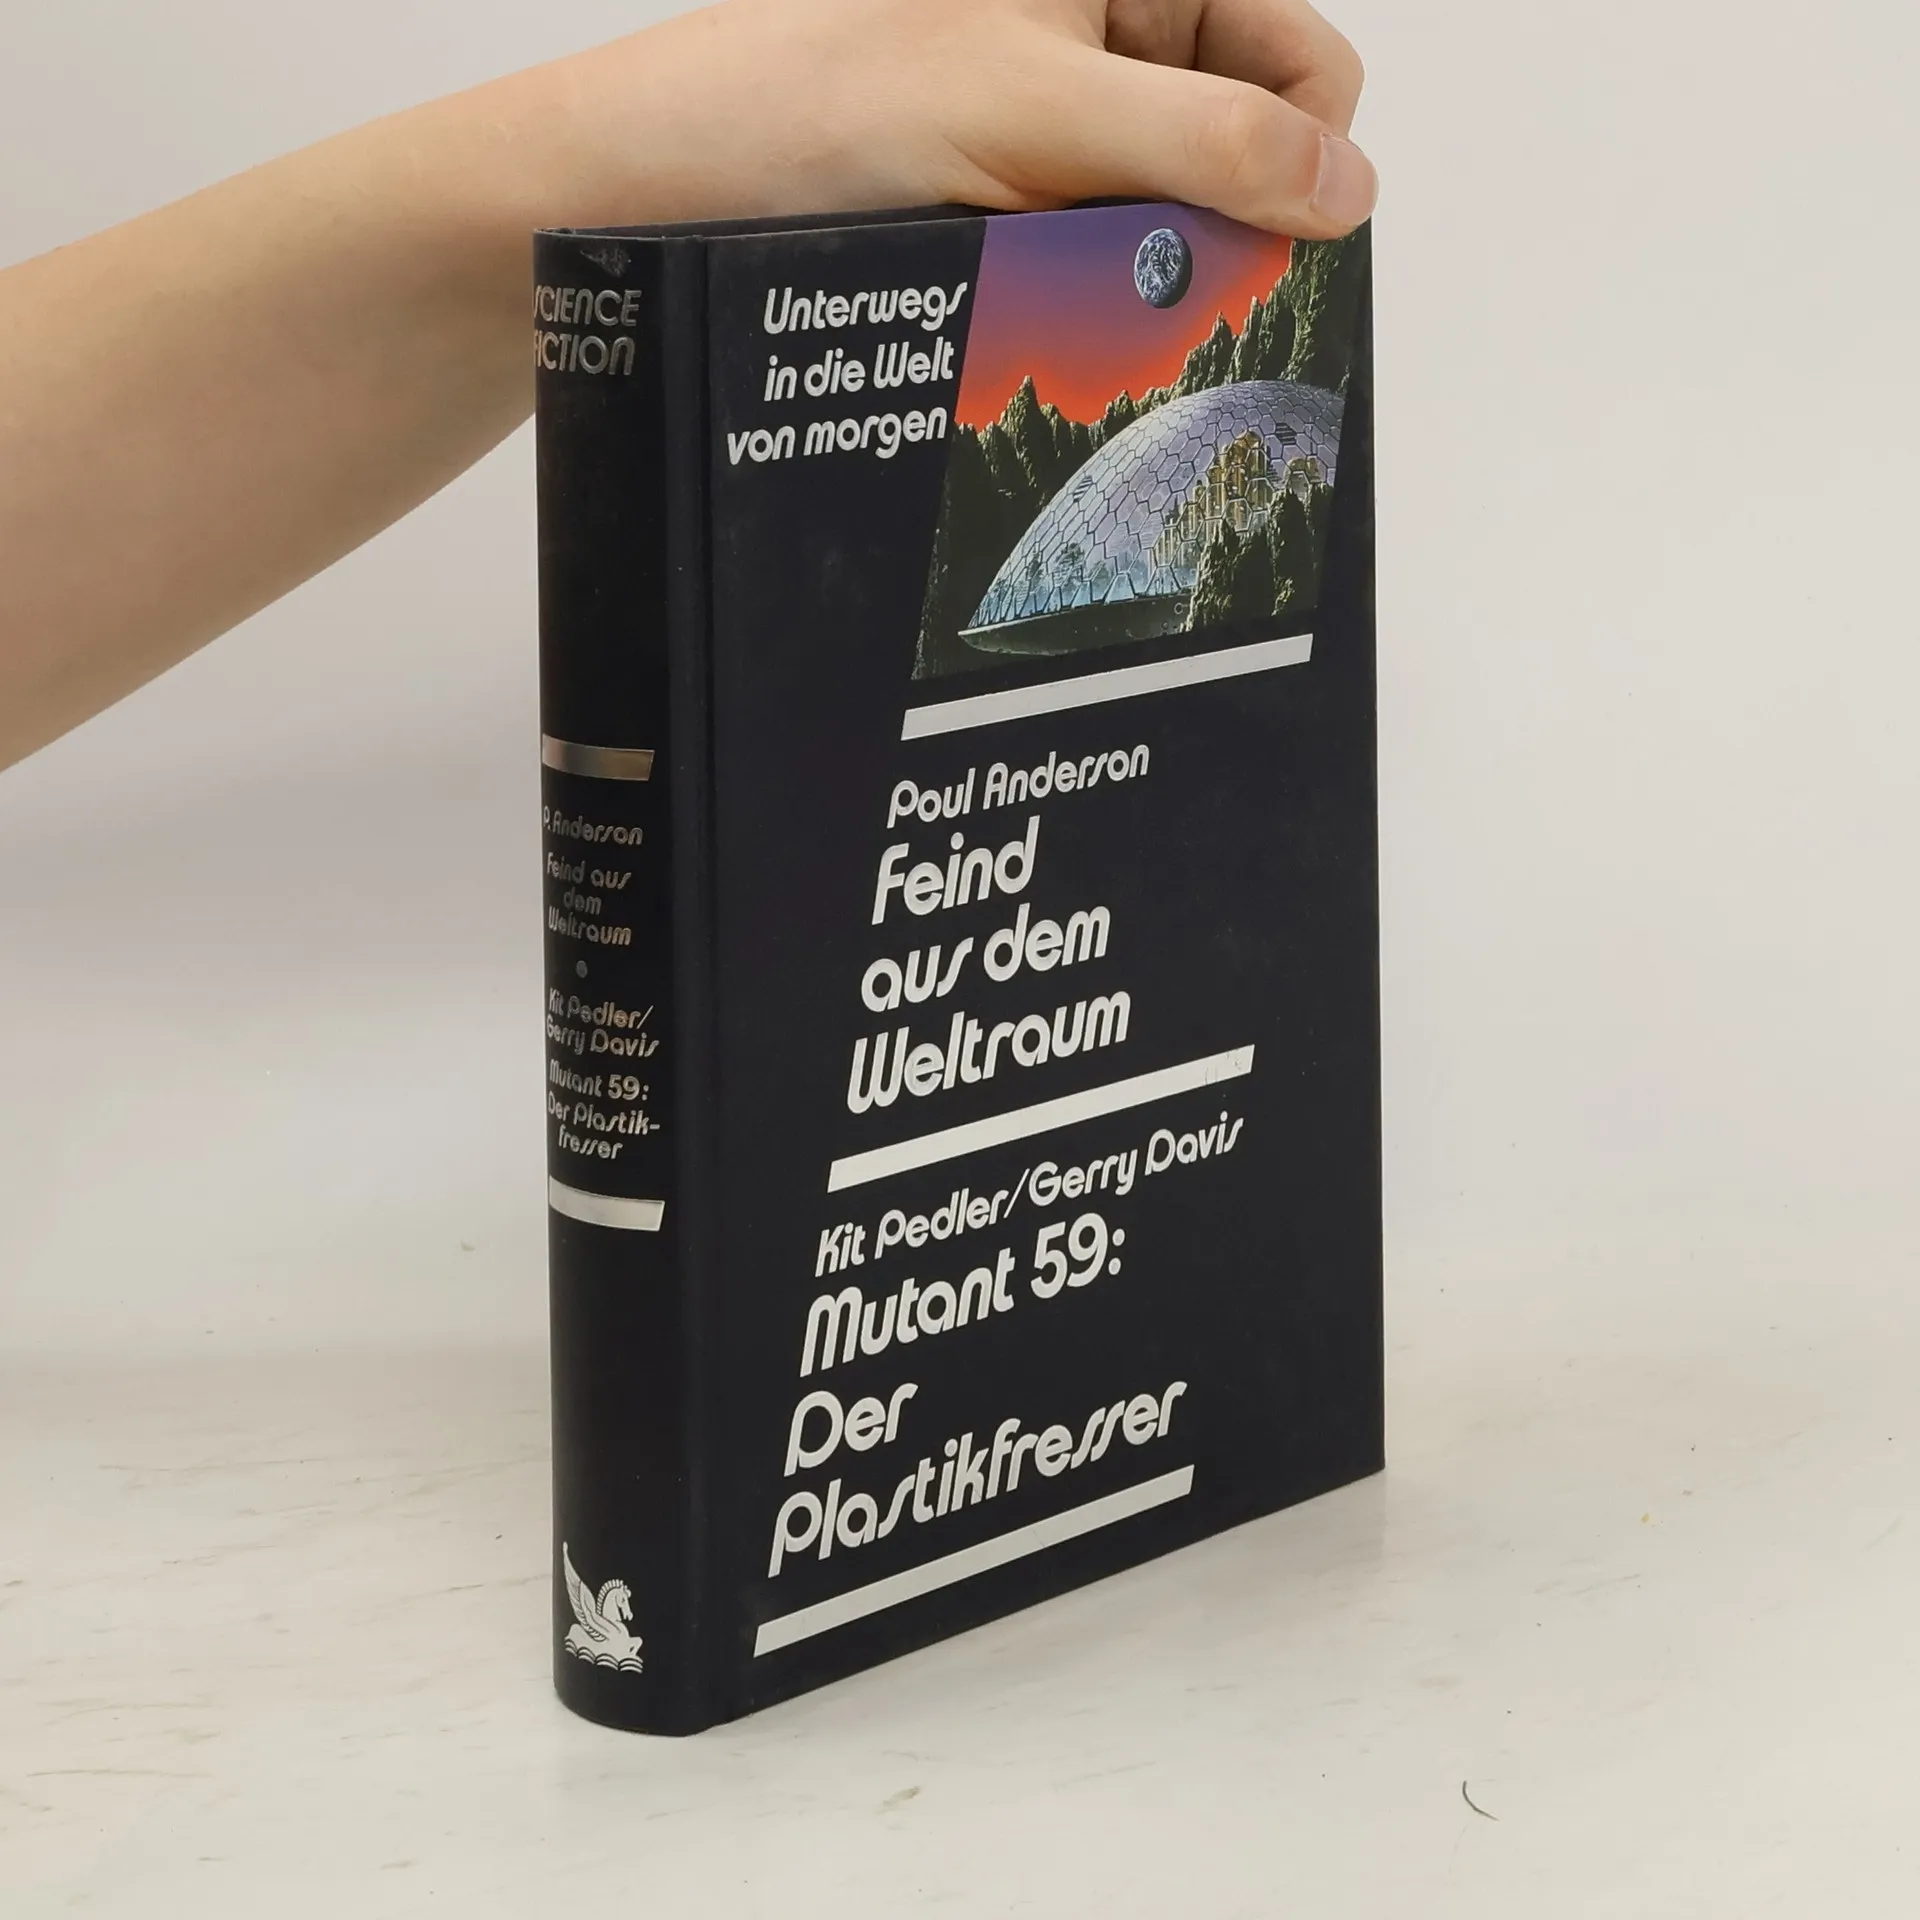 SCIENCE
FICTION
P. Anderson
Feind aus
dem
Weltraum
Kit Pedler/
Gerry Davis
Mutant 59:
Der Plastik-
fresser
Unterwegs
in die Welt
von morgen
Poul Anderson
Feind
aus dem
Weltraum
Kit Pedler/Gerry Davis
Mutant 59:
Der
Plastikfresser